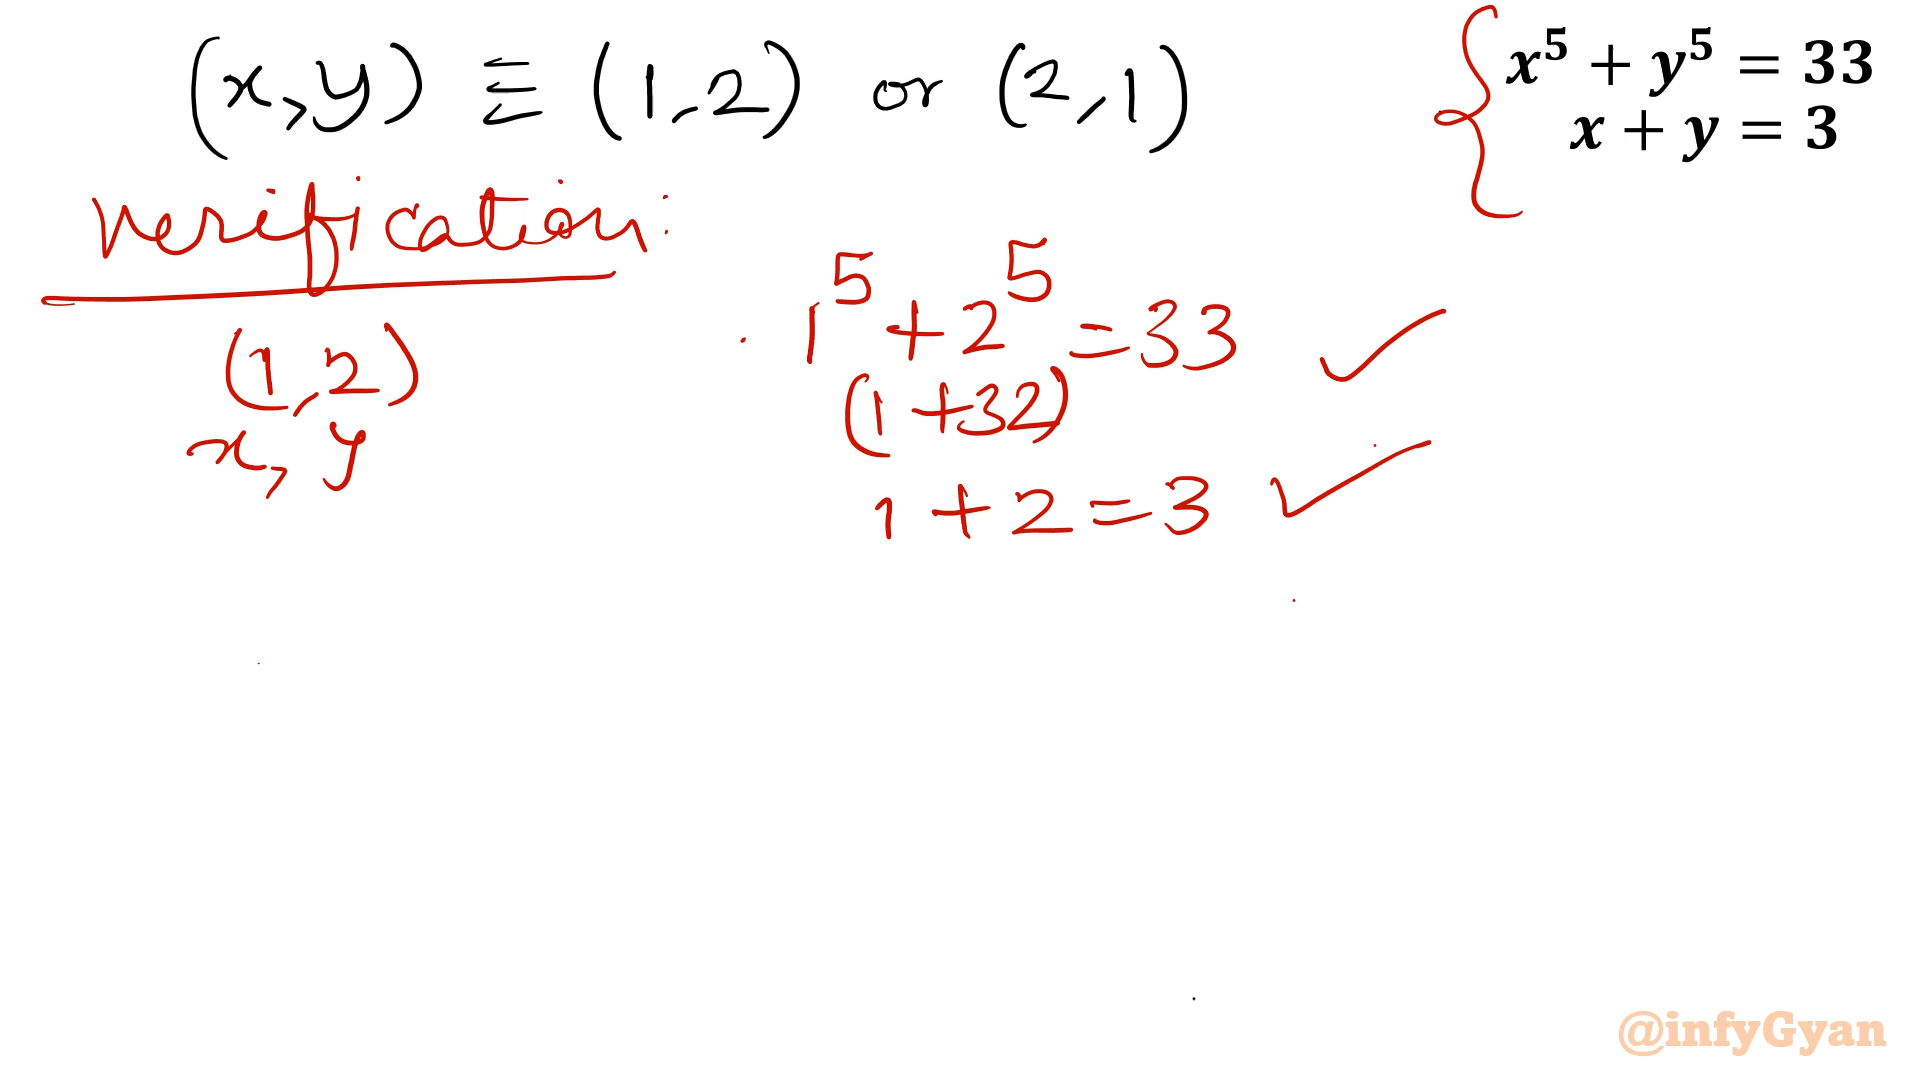 (x, y) ≡ (1, 2) or (2, 1)
x⁵ + y⁵ = 33
x + y = 3
verification:
(1, 2)
x, y
1⁵ + 2⁵ = 33 ✓
(1 + 32)
1 + 2 = 3 ✓
@infyGyan